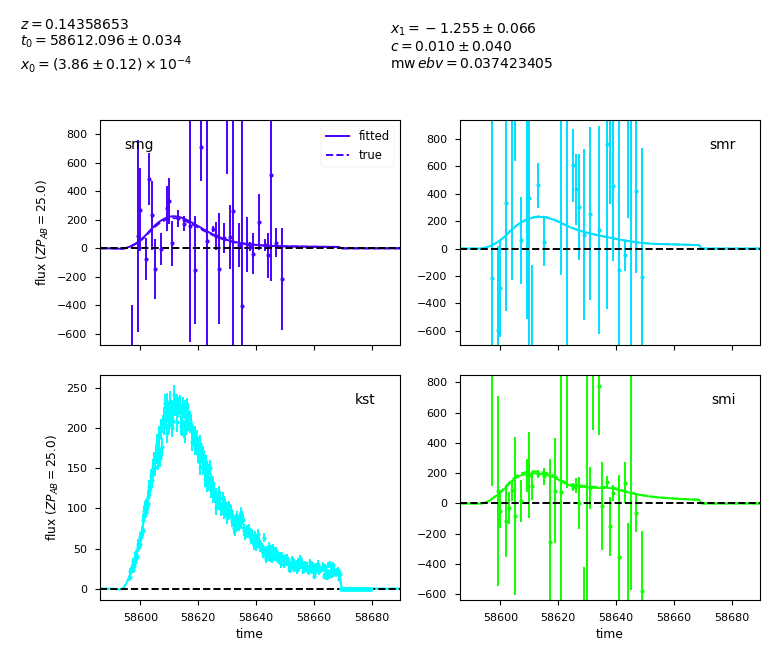 z = 0.14358653
t₀ = 58612.096 ± 0.034
x₀ = (3.86 ± 0.12) × 10⁻⁴
x₁ = −1.255 ± 0.066
c = 0.010 ± 0.040
mw ebv = 0.037423405
smg
fitted
true
800
600
400
200
0
−200
−400
−600
flux (ZP_AB = 25.0)
smr
800
600
400
200
0
−200
−400
−600
kst
250
200
150
100
50
0
flux (ZP_AB = 25.0)
58600 58620 58640 58660 58680
time
smi
800
600
400
200
0
−200
−400
−600
58600 58620 58640 58660 58680
time